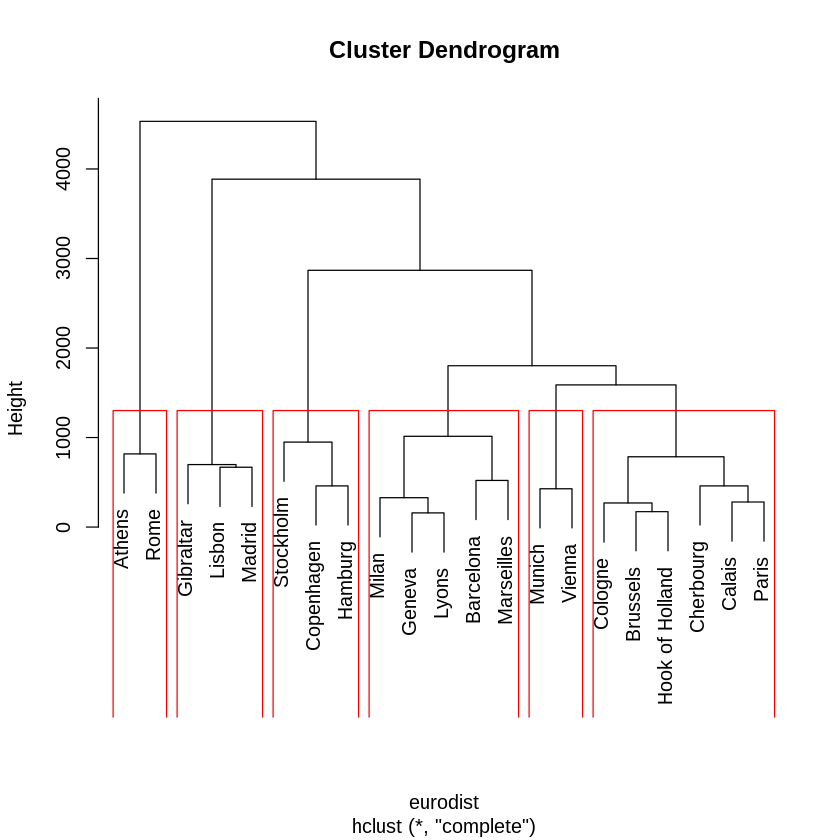 Cluster Dendrogram
Height
4000
3000
2000
1000
0
Athens
Rome
Gibraltar
Lisbon
Madrid
Stockholm
Copenhagen
Hamburg
Milan
Geneva
Lyons
Barcelona
Marseilles
Munich
Vienna
Cologne
Brussels
Hook of Holland
Cherbourg
Calais
Paris
eurodist
hclust (*, "complete")